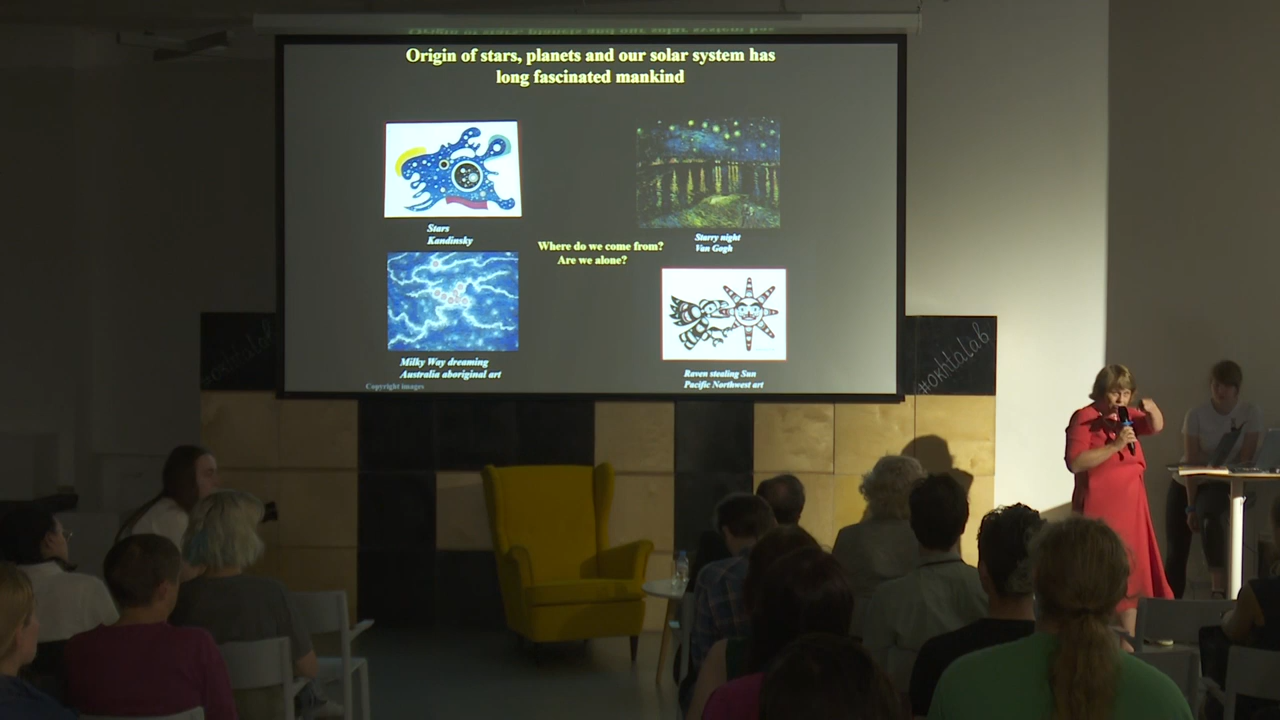 Origin of stars, planets and our solar system has
long fascinated mankind
Stars
Kandinsky
Starry night
Van Gogh
Where do we come from?
Are we alone?
Milky Way dreaming
Australia aboriginal art
Raven stealing Sun
Pacific Northwest art
Copyright images
#okhtalab
#okhtalab